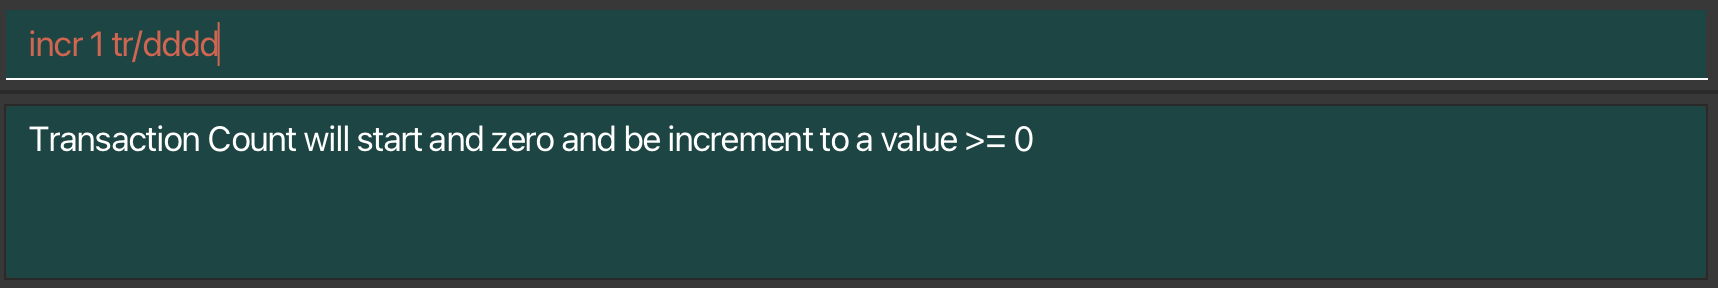 incr 1 tr/dddd
Transaction Count will start and zero and be increment to a value >= 0